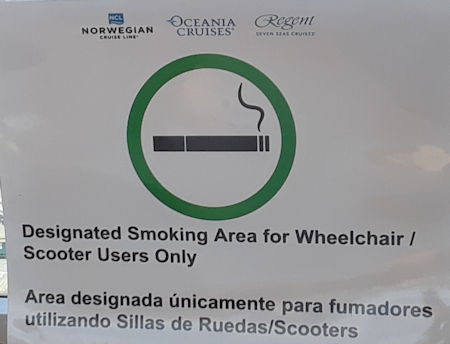 NCL
NORWEGIAN
CRUISE LINE®
OCEANIA
CRUISES®
Regent
SEVEN SEAS CRUISES®
Designated Smoking Area for Wheelchair /
Scooter Users Only
Area designada únicamente para fumadores
utilizando Sillas de Ruedas/Scooters